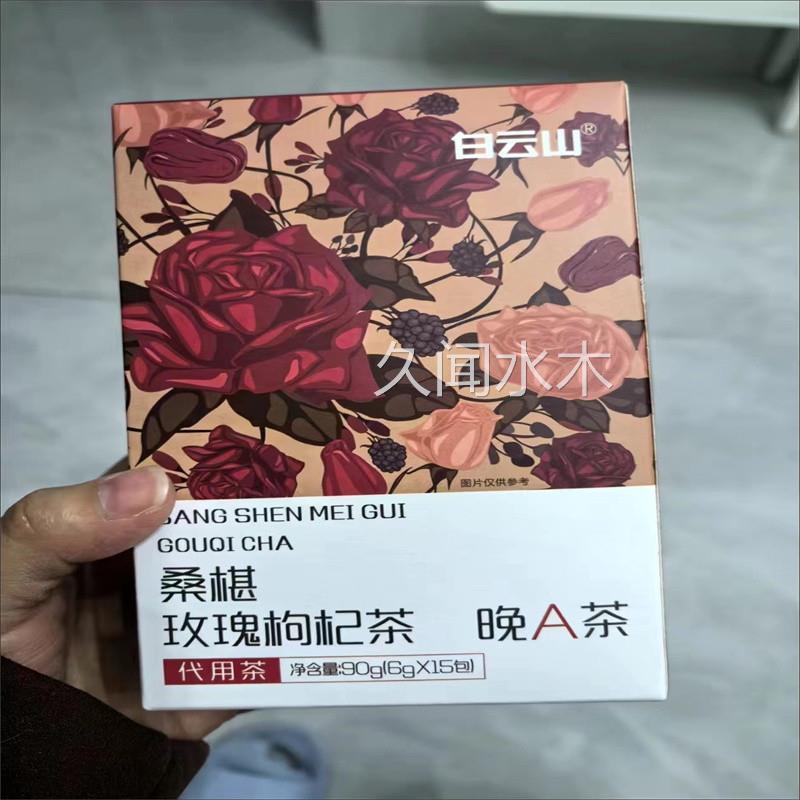 白云山®
久闻水木
图片仅供参考
SANG SHEN MEI GUI
GOUQI CHA
桑椹
玫瑰枸杞茶 晚A茶
代用茶 净含量:90g(6gX15包)